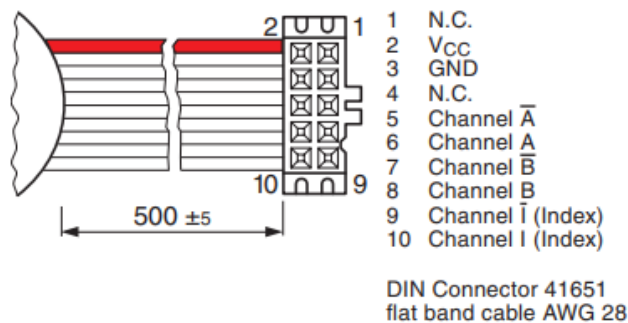 2 1
10 9
500 ±5
1 N.C.
2 VCC
3 GND
4 N.C.
5 Channel A̅
6 Channel A
7 Channel B̅
8 Channel B
9 Channel I̅ (Index)
10 Channel I (Index)
DIN Connector 41651
flat band cable AWG 28